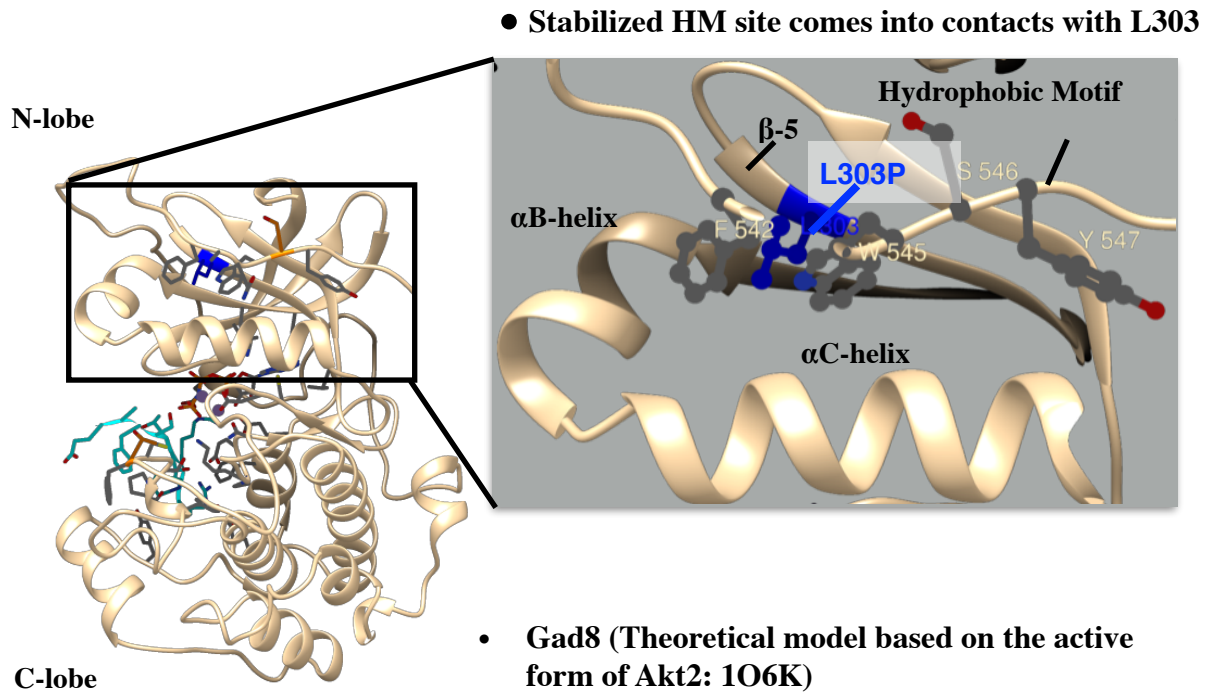 ● Stabilized HM site comes into contacts with L303
N-lobe
Hydrophobic Motif
β-5
L303P
S 546
αB-helix
F 542
L303
W 545
Y 547
αC-helix
• Gad8 (Theoretical model based on the active
form of Akt2: 1O6K)
C-lobe